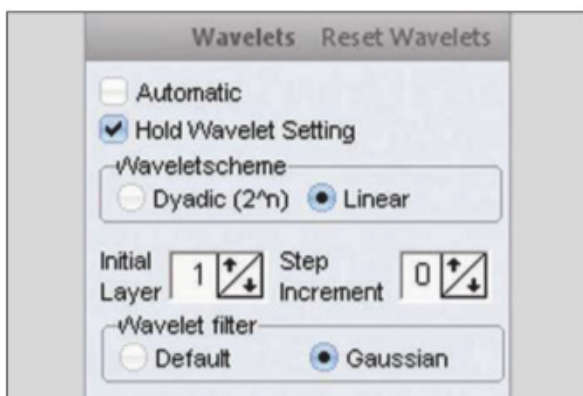 Wavelets Reset Wavelets
Automatic
Hold Wavelet Setting
Waveletscheme
Dyadic (2^n) Linear
Initial Layer 1 Step Increment 0
Wavelet filter
Default Gaussian